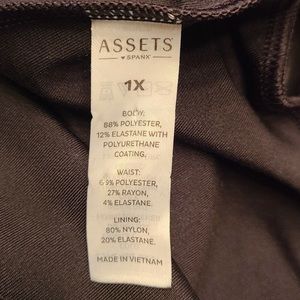 ASSETS
♥ SPANX®
1X
BODY:
88% POLYESTER,
12% ELASTANE WITH
POLYURETHANE
COATING.
WAIST:
69% POLYESTER,
27% RAYON,
4% ELASTANE.
LINING:
80% NYLON,
20% ELASTANE.
MADE IN VIETNAM